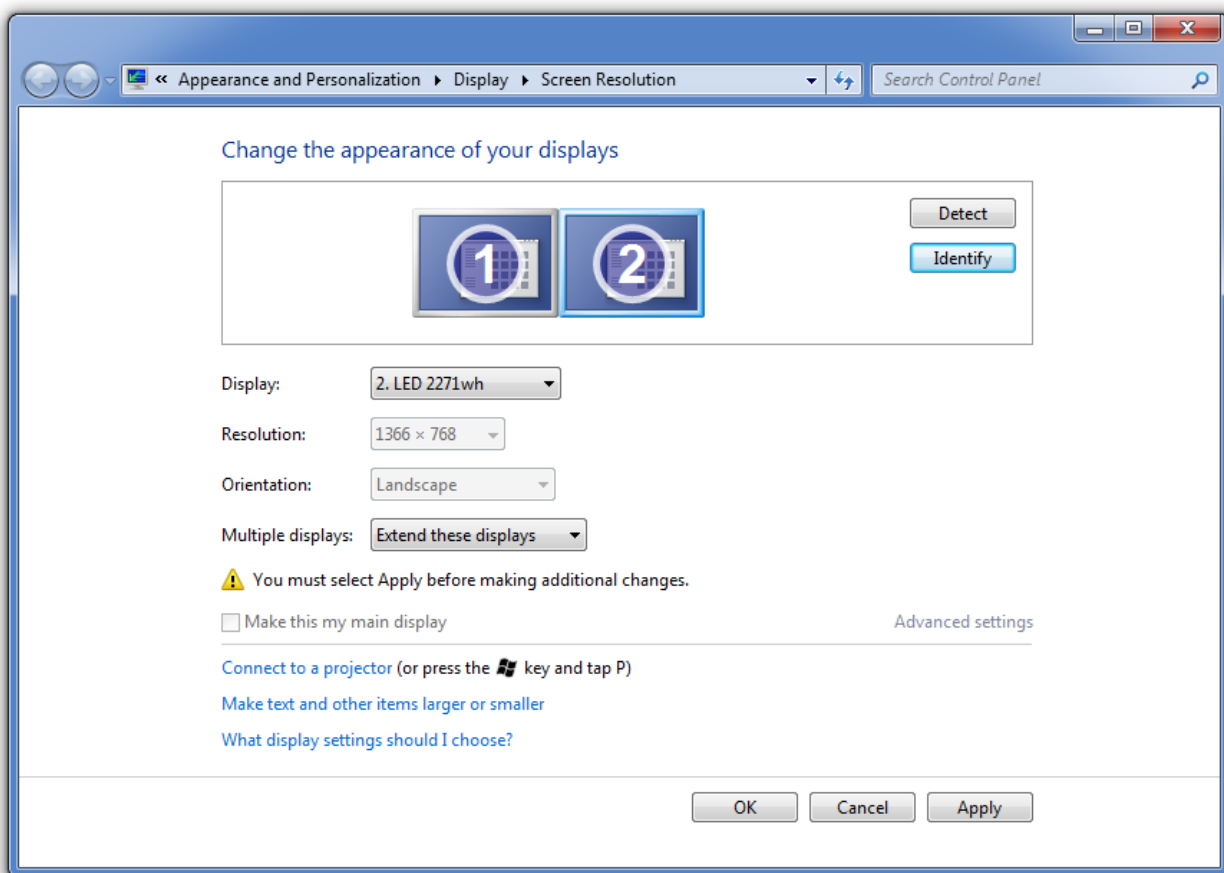 « Appearance and Personalization ▸ Display ▸ Screen Resolution
Search Control Panel
Change the appearance of your displays
1 2
Detect
Identify
Display: 2. LED 2271wh
Resolution: 1366 × 768
Orientation: Landscape
Multiple displays: Extend these displays
You must select Apply before making additional changes.
Make this my main display Advanced settings
Connect to a projector (or press the key and tap P)
Make text and other items larger or smaller
What display settings should I choose?
OK Cancel Apply